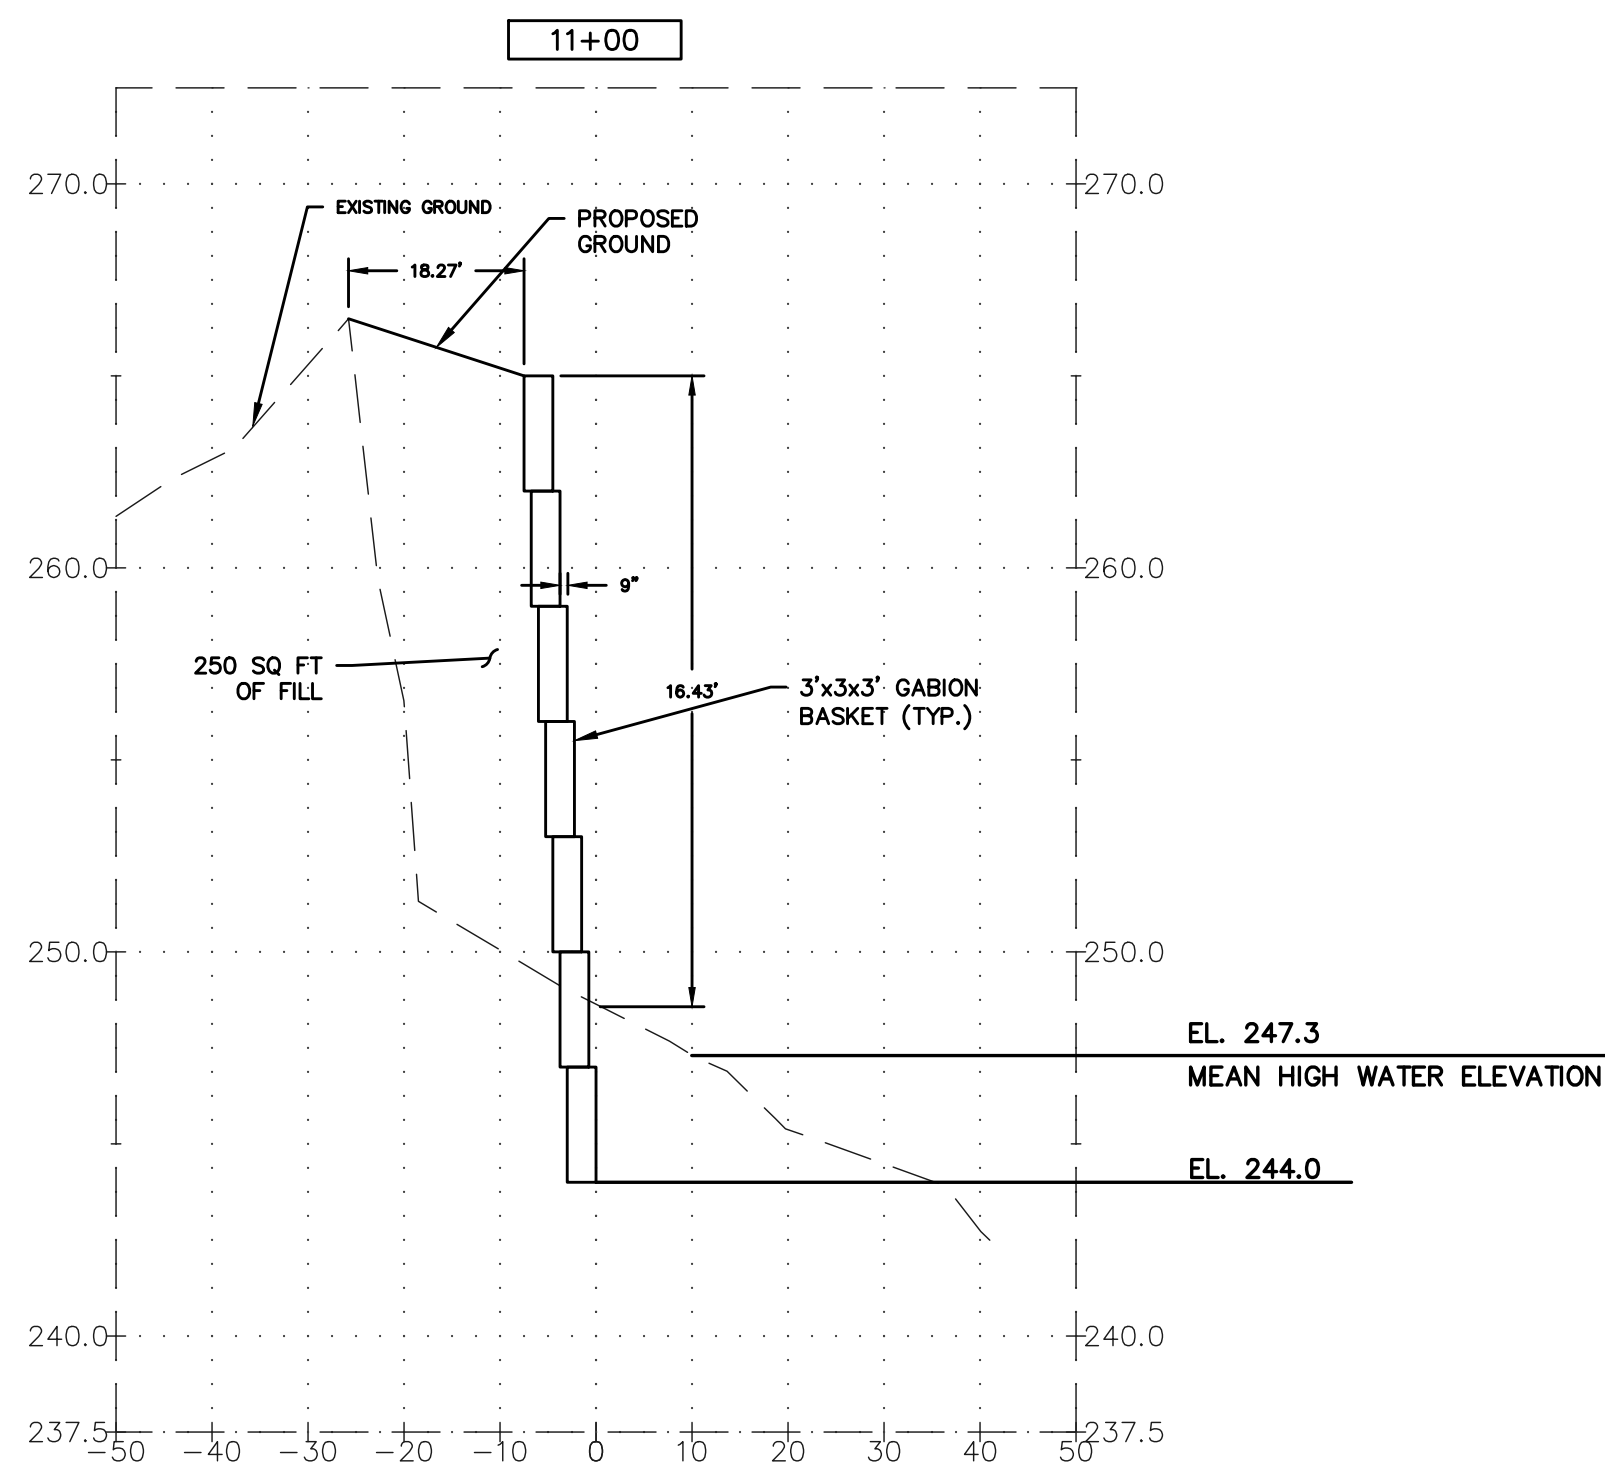 11+00
270.0 270.0
EXISTING GROUND
PROPOSED
GROUND
18.27'
260.0 260.0
9"
250 SQ FT
OF FILL
16.43'
3'x3x3' GABION
BASKET (TYP.)
250.0 250.0
EL. 247.3
MEAN HIGH WATER ELEVATION
EL. 244.0
240.0 240.0
237.5 237.5
-50 -40 -30 -20 -10 0 10 20 30 40 50